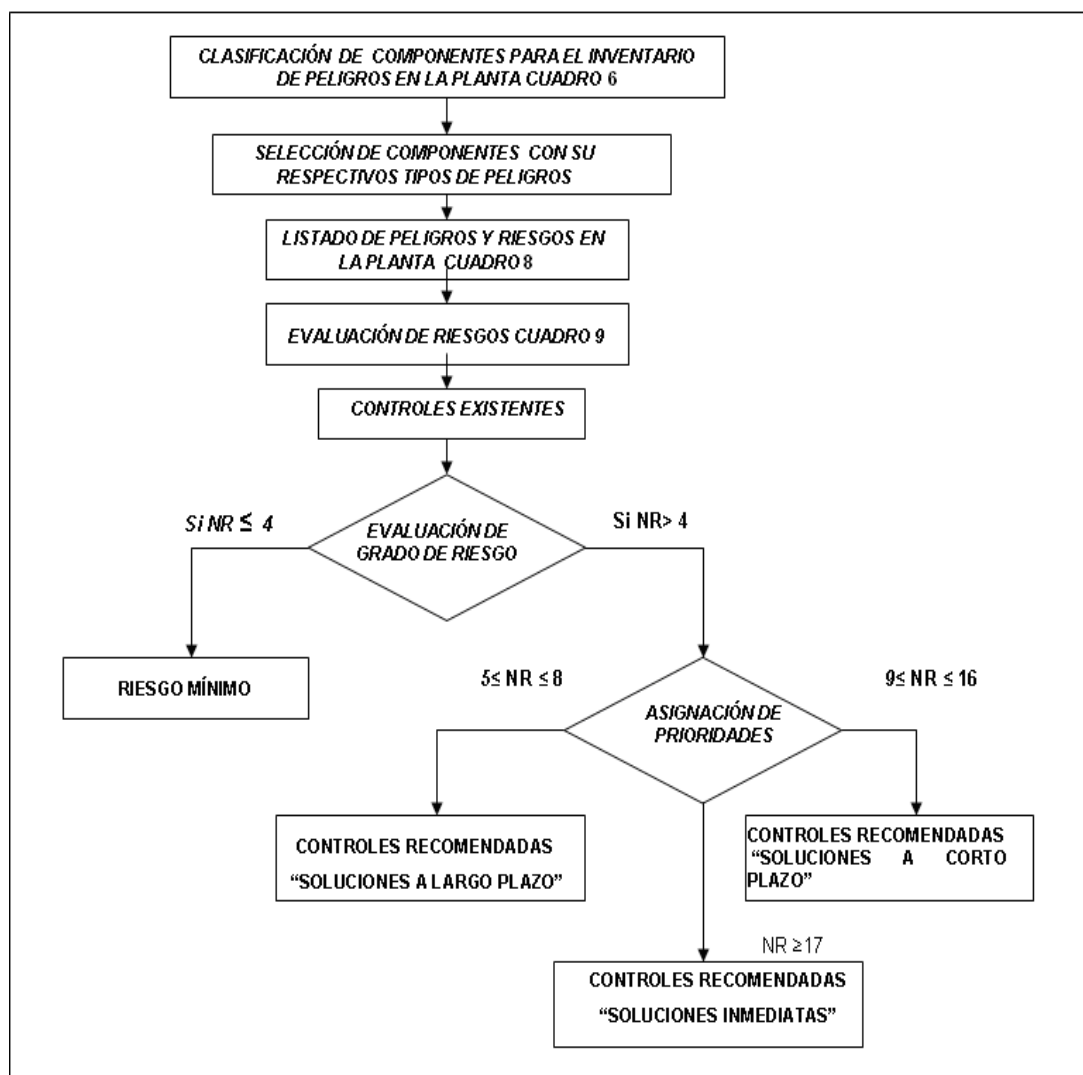 CLASIFICACIÓN DE COMPONENTES PARA EL INVENTARIO
DE PELIGROS EN LA PLANTA CUADRO 6
SELECCIÓN DE COMPONENTES CON SU
RESPECTIVOS TIPOS DE PELIGROS
LISTADO DE PELIGROS Y RIESGOS EN
LA PLANTA CUADRO 8
EVALUACIÓN DE RIESGOS CUADRO 9
CONTROLES EXISTENTES
Si NR ≤ 4
EVALUACIÓN DE
GRADO DE RIESGO
Si NR> 4
RIESGO MÍNIMO
5≤ NR ≤ 8
9≤ NR ≤ 16
ASIGNACIÓN DE
PRIORIDADES
CONTROLES RECOMENDADAS
“SOLUCIONES A LARGO PLAZO”
CONTROLES RECOMENDADAS
“SOLUCIONES A CORTO
PLAZO”
NR ≥17
CONTROLES RECOMENDADAS
“SOLUCIONES INMEDIATAS”